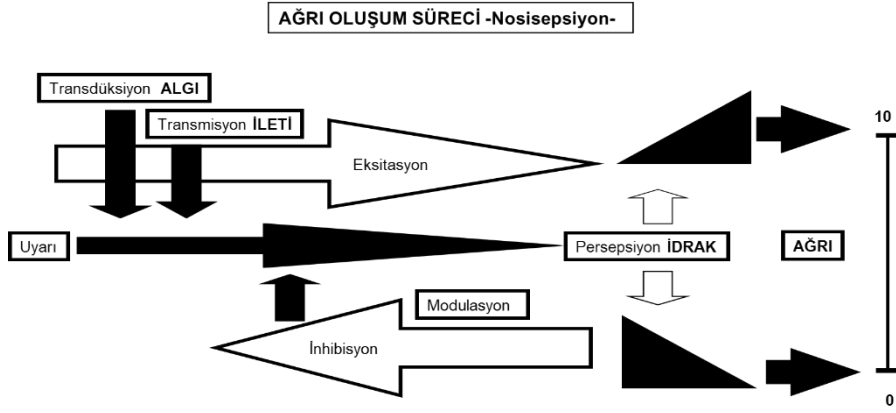 AĞRI OLUŞUM SÜRECİ -Nosisepsiyon-
Transdüksiyon ALGI
Transmisyon İLETİ
Eksitasyon
10
Uyarı
Persepsiyon İDRAK
AĞRI
Modulasyon
İnhibisyon
0